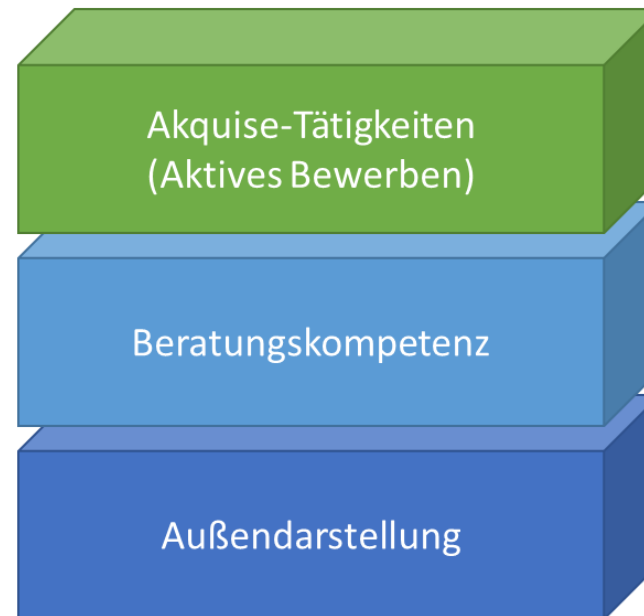 Akquise-Tätigkeiten
(Aktives Bewerben)
Beratungskompetenz
Außendarstellung